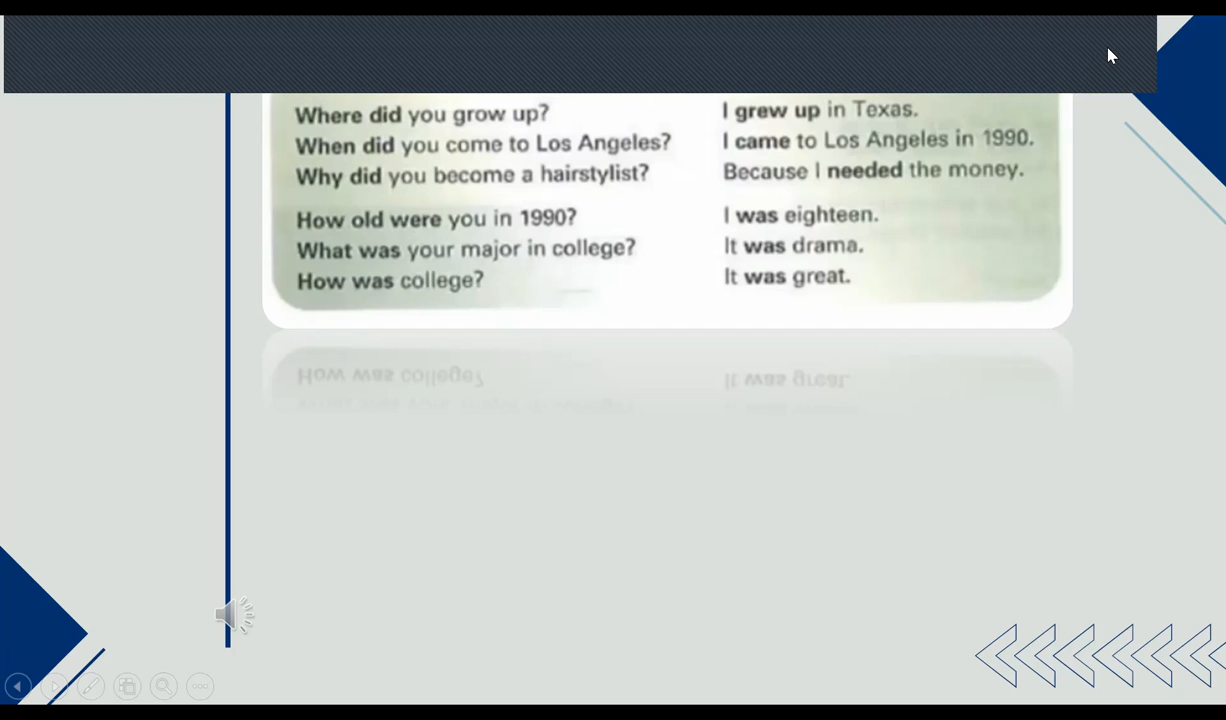 Where did you grow up? I grew up in Texas.
When did you come to Los Angeles? I came to Los Angeles in 1990.
Why did you become a hairstylist? Because I needed the money.
How old were you in 1990? I was eighteen.
What was your major in college? It was drama.
How was college? It was great.